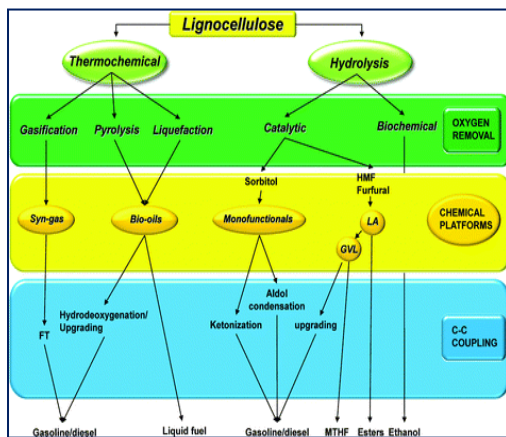 Lignocellulose
Thermochemical
Hydrolysis
Gasification
Pyrolysis
Liquefaction
Catalytic
Biochemical
OXYGEN
REMOVAL
Sorbitol
HMF
Furfural
Syn-gas
Bio-oils
Monofunctionals
LA
GVL
CHEMICAL
PLATFORMS
Aldol
condensation
Hydrodeoxygenation/
Upgrading
Ketonization
upgrading
FT
C-C
COUPLING
Gasoline/diesel
Liquid fuel
Gasoline/diesel
MTHF
Esters
Ethanol